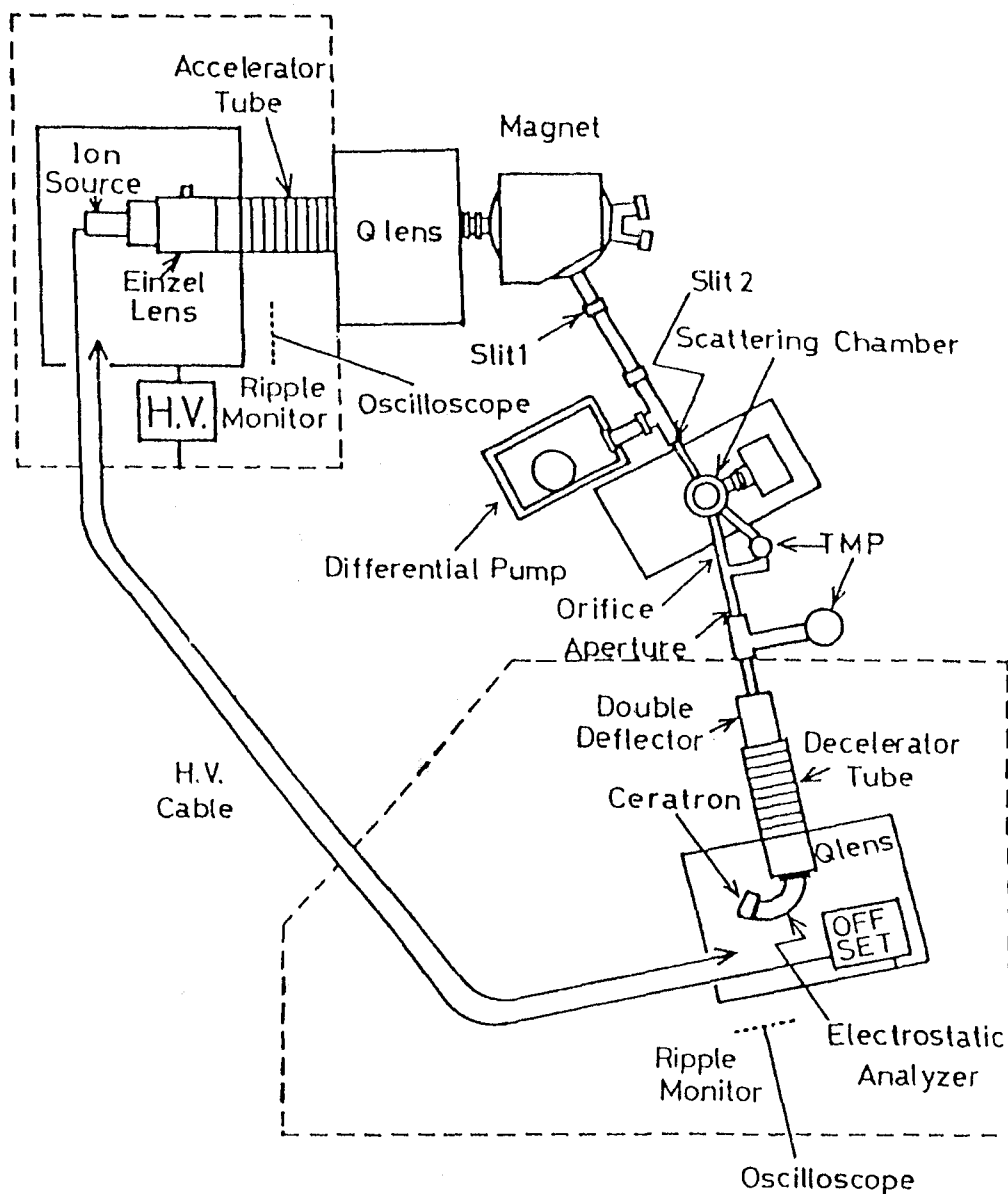 Accelerator
Tube
Magnet
Ion
Source
Q lens
Einzel
Lens
Slit 2
Slit1
Scattering Chamber
H.V.
Ripple
Monitor
Oscilloscope
Differential Pump
TMP
Orifice
Aperture
Double
Deflector
Decelerator
Tube
H.V.
Cable
Ceratron
Qlens
OFF
SET
Electrostatic
Analyzer
Ripple
Monitor
Oscilloscope